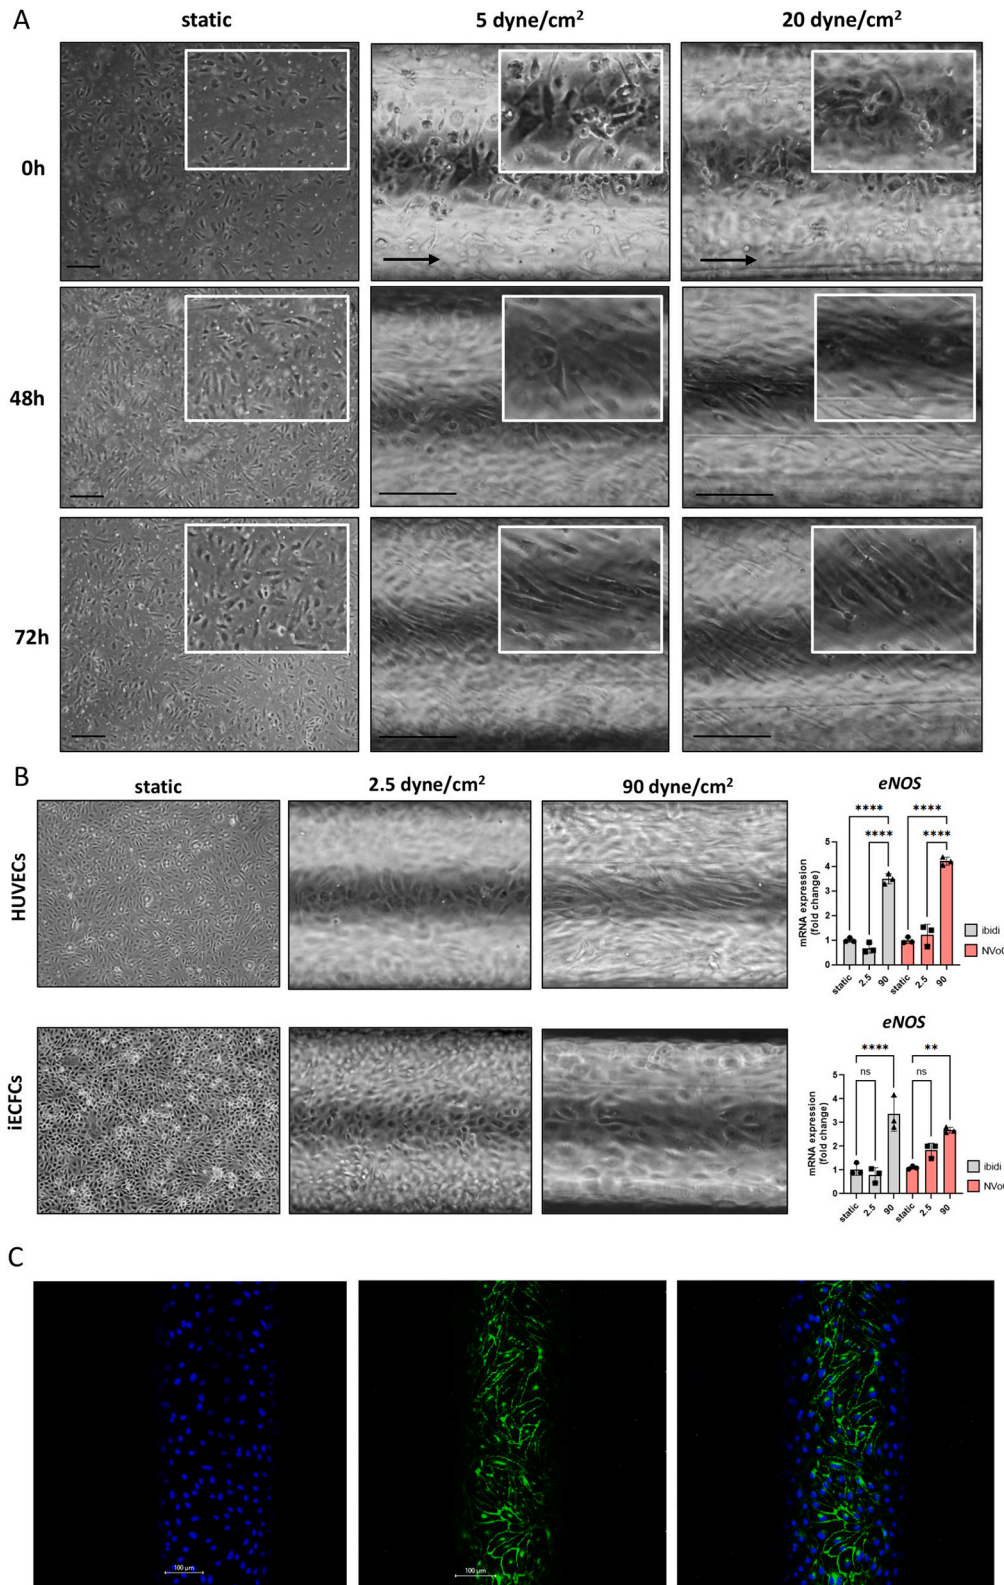 A
static
5 dyne/cm²
20 dyne/cm²
0h
48h
72h
B
static
2.5 dyne/cm²
90 dyne/cm²
HUVECs
eNOS
**** ****
**** ****
mRNA expression
(fold change)
5
4
3
2
1
0
static 2.5 90 static 2.5 90
ibidi
NVoC
iECFCs
eNOS
**** **
ns ns
mRNA expression
(fold change)
5
4
3
2
1
0
static 2.5 90 static 2.5 90
ibidi
NVoC
C
100 µm
100 µm